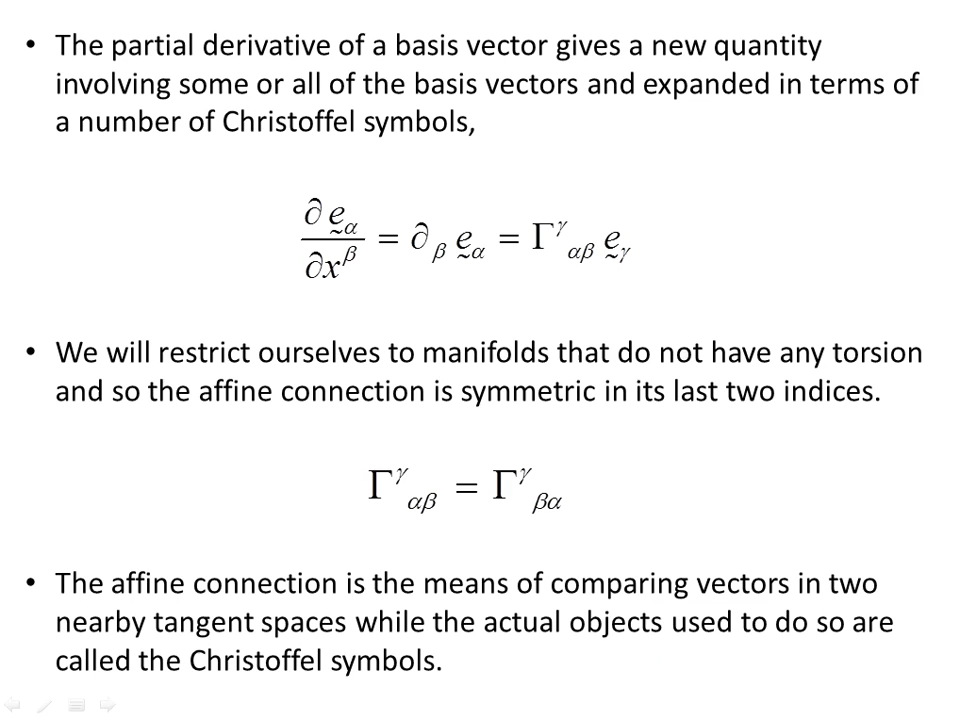 • The partial derivative of a basis vector gives a new quantity
involving some or all of the basis vectors and expanded in terms of
a number of Christoffel symbols,
∂ḛ_α/∂x^β = ∂_β ḛ_α = Γ^γ_αβ ḛ_γ
• We will restrict ourselves to manifolds that do not have any torsion
and so the affine connection is symmetric in its last two indices.
Γ^γ_αβ = Γ^γ_βα
• The affine connection is the means of comparing vectors in two
nearby tangent spaces while the actual objects used to do so are
called the Christoffel symbols.